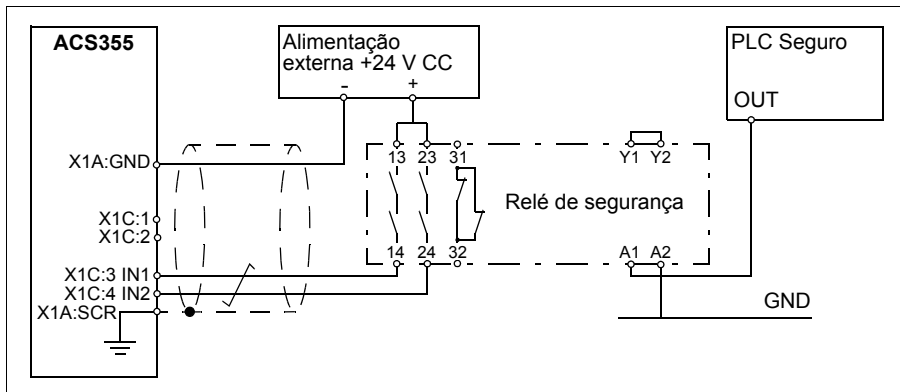 ACS355
Alimentação
externa +24 V CC
- +
PLC Seguro
OUT
13 23 31
Y1 Y2
X1A:GND
Relé de segurança
X1C:1
X1C:2
14 24 32
A1 A2
X1C:3 IN1
X1C:4 IN2
X1A:SCR
GND